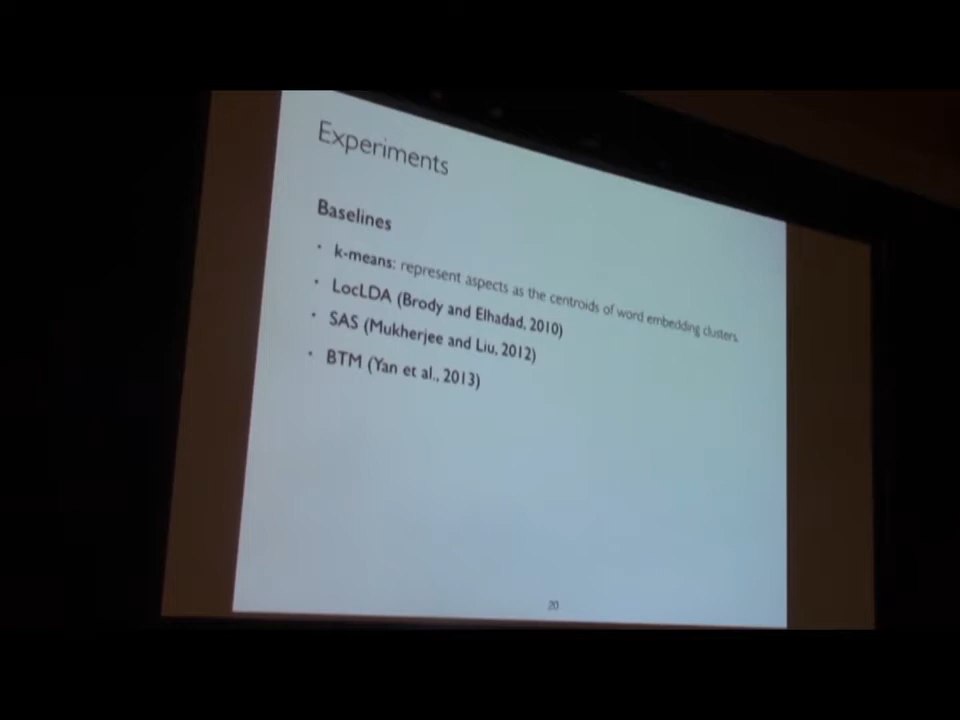 Experiments
Baselines
• k-means: represent aspects as the centroids of word embedding clusters.
• LocLDA (Brody and Elhadad, 2010)
• SAS (Mukherjee and Liu, 2012)
• BTM (Yan et al., 2013)
20